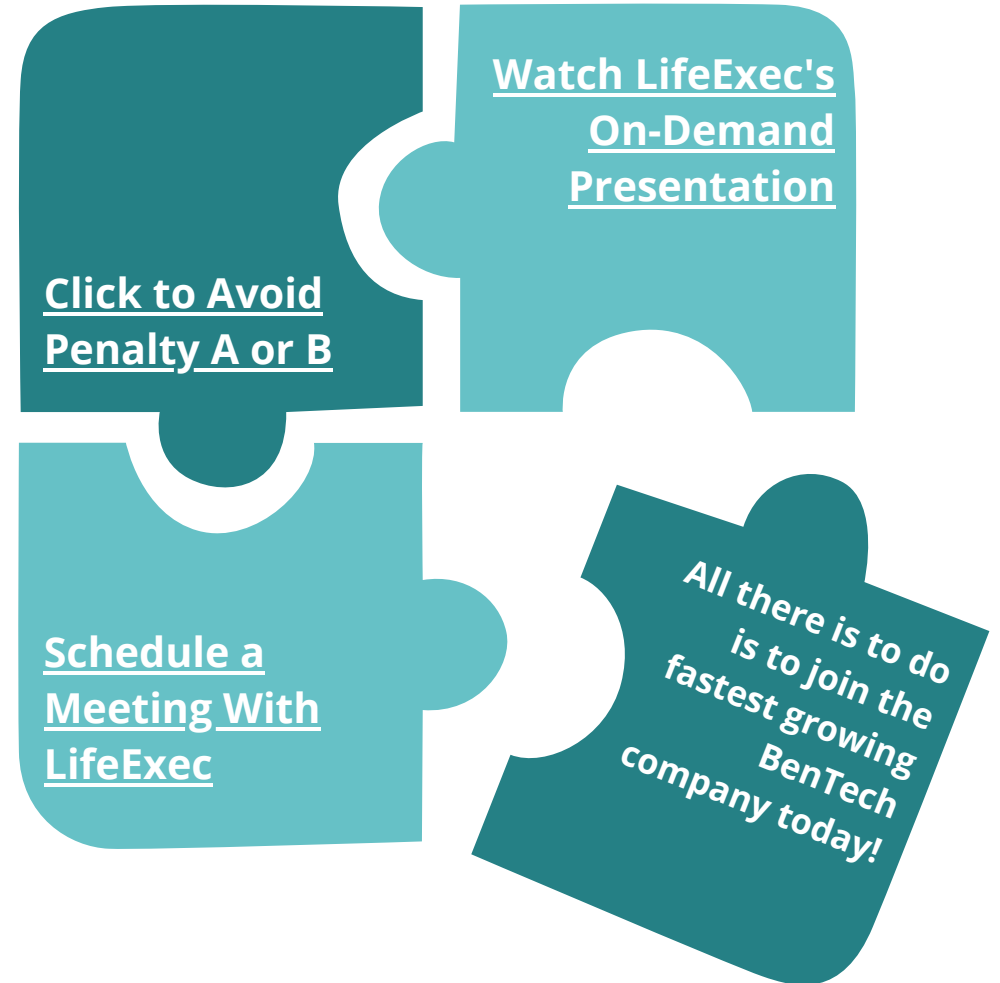 Click to Avoid
Penalty A or B
Watch LifeExec's
On-Demand
Presentation
Schedule a
Meeting With
LifeExec
All there is to do
is to join the
fastest growing
BenTech
company today!